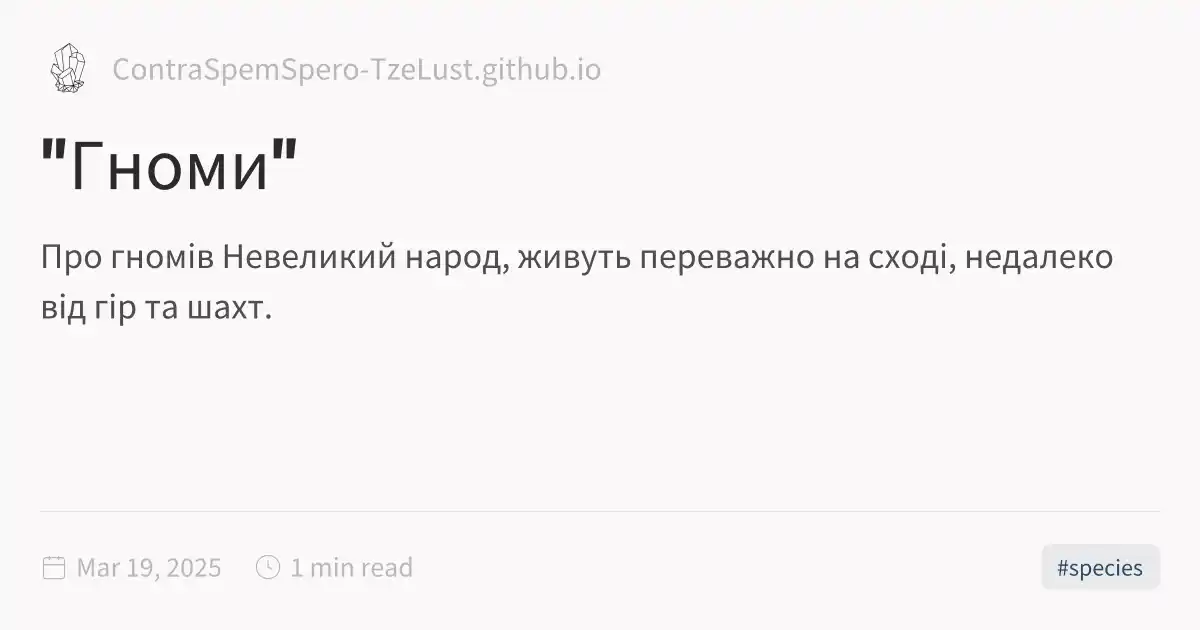 ContraSpemSpero-TzeLust.github.io
"Гноми"
Про гномів Невеликий народ, живуть переважно на сході, недалеко
від гір та шахт.
Mar 19, 2025 1 min read #species